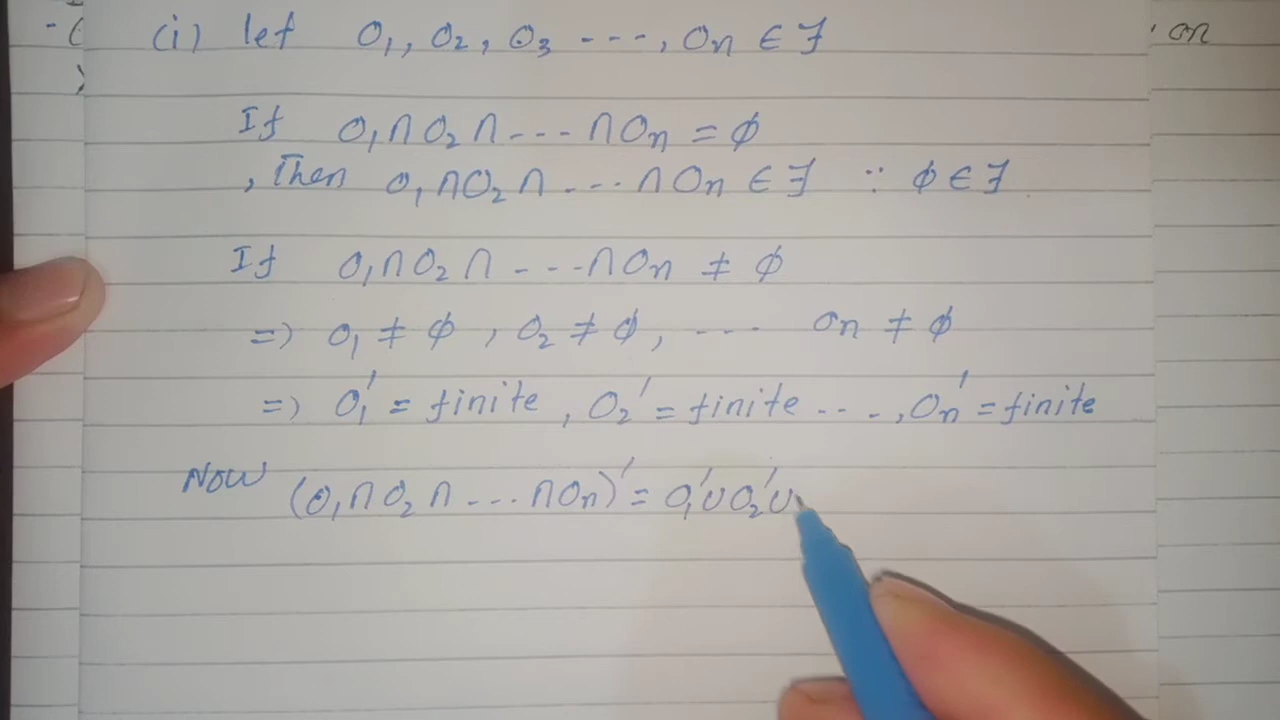 (i) let O₁, O₂, O₃ ---, On ∈ Ƒ
on
If O₁∩O₂∩---∩On = ϕ
, Then O₁∩O₂∩---∩On ∈ Ƒ ∵ ϕ ∈ Ƒ
If O₁∩O₂∩---∩On ≠ ϕ
=> O₁ ≠ ϕ, O₂ ≠ ϕ, --- On ≠ ϕ
=> O₁' = finite, O₂' = finite ---, On' = finite
Now (O₁∩O₂∩---∩On)' = O₁'∪O₂'∪